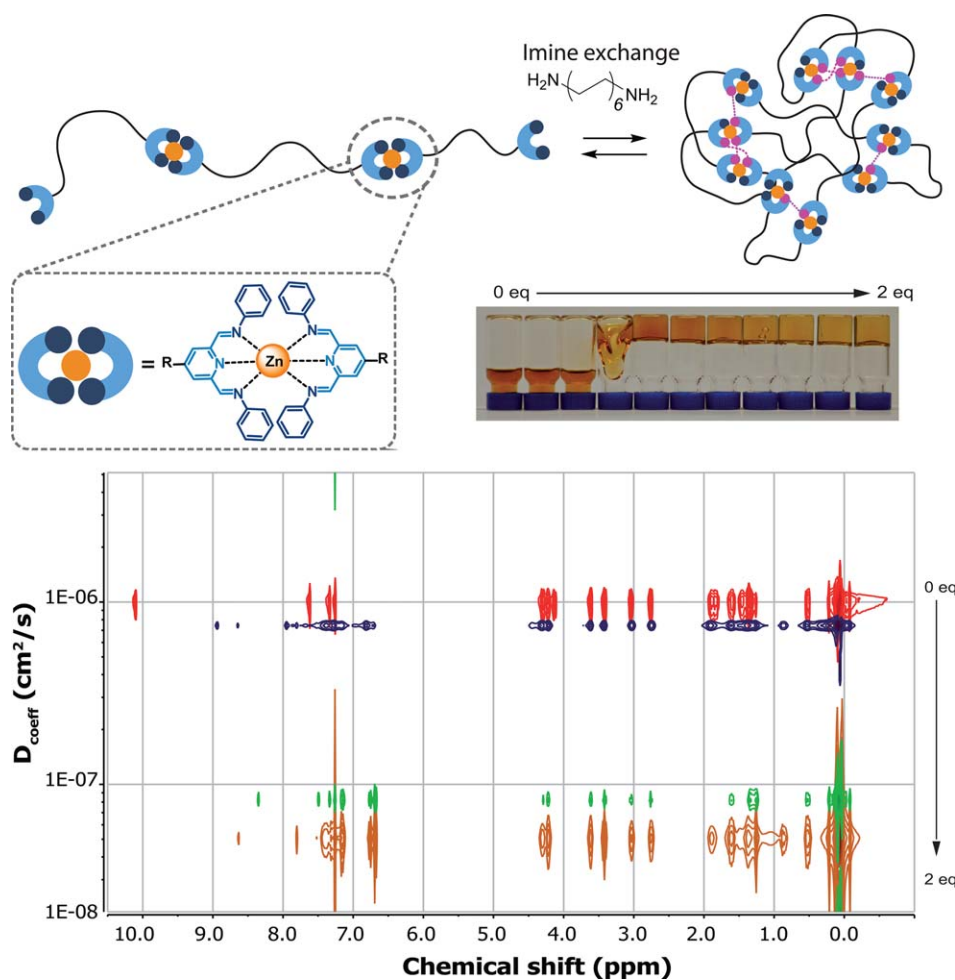 Imine exchange
H₂N NH₂
6
0 eq 2 eq
N N
R N Zn N R
N N
=
D_coeff (cm²/s)
1E-06
1E-07
1E-08
0 eq
2 eq
10.0 9.0 8.0 7.0 6.0 5.0 4.0 3.0 2.0 1.0 0.0
Chemical shift (ppm)